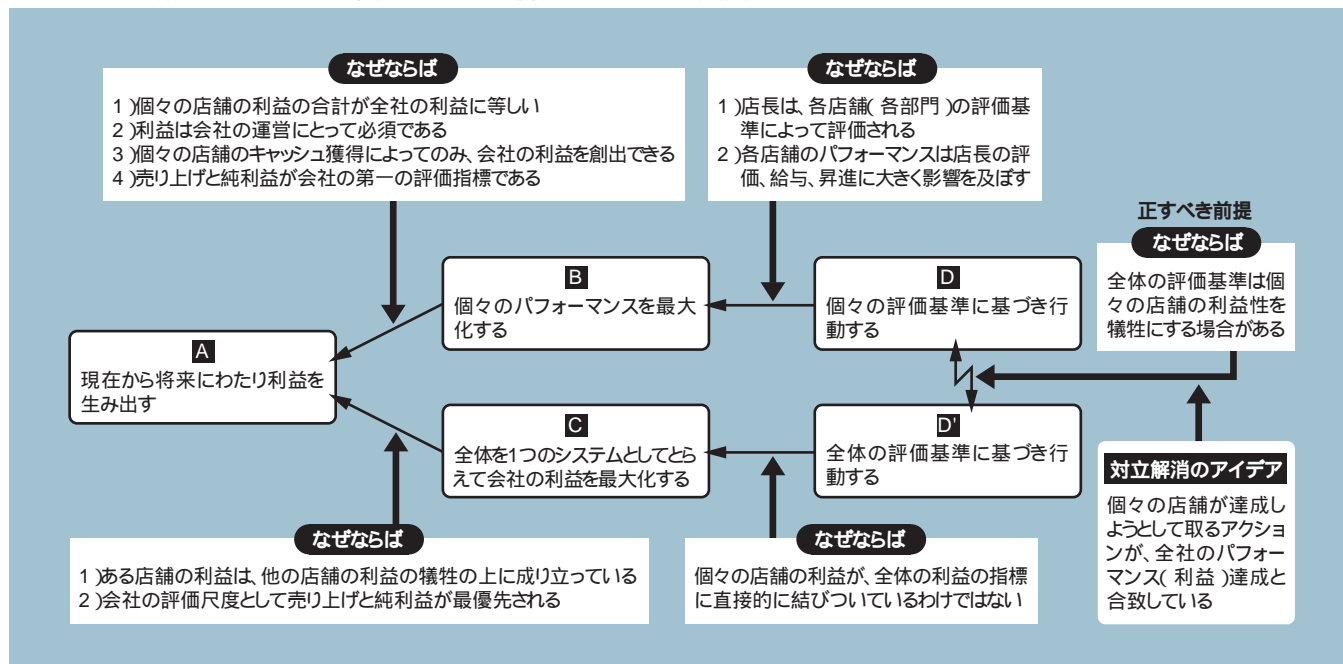 なぜならば
1 )個々の店舗の利益の合計が全社の利益に等しい
2 )利益は会社の運営にとって必須である
3 )個々の店舗のキャッシュ獲得によってのみ、会社の利益を創出できる
4 )売り上げと純利益が会社の第一の評価指標である
なぜならば
1 )店長は、各店舗( 各部門 )の評価基
準によって評価される
2 )各店舗のパフォーマンスは店長の評
価、給与、昇進に大きく影響を及ぼす
正すべき前提
なぜならば
全体の評価基準は個
々の店舗の利益性を
犠牲にする場合がある
B
個々のパフォーマンスを最大
化する
D
個々の評価基準に基づき行
動する
A
現在から将来にわたり利益を
生み出す
C
全体を1つのシステムとしてとら
えて会社の利益を最大化する
D'
全体の評価基準に基づき行
動する
対立解消のアイデア
個々の店舗が達成し
ようとして取るアクショ
ンが、全社のパフォー
マンス( 利益 )達成と
合致している
なぜならば
1 )ある店舗の利益は、他の店舗の利益の犠牲の上に成り立っている
2 )会社の評価尺度として売り上げと純利益が最優先される
なぜならば
個々の店舗の利益が、全体の利益の指標
に直接的に結びついているわけではない